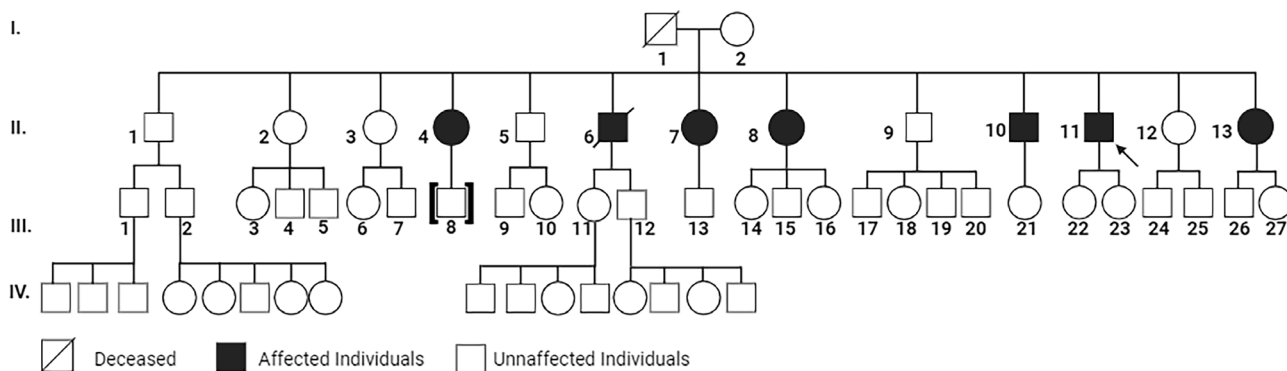 I.
1 2
II.
1 2 3 4 5 6 7 8 9 10 11 12 13
III.
1 2 3 4 5 6 7 8 9 10 11 12 13 14 15 16 17 18 19 20 21 22 23 24 25 26 27
IV.
Deceased Affected Individuals Unnaffected Individuals